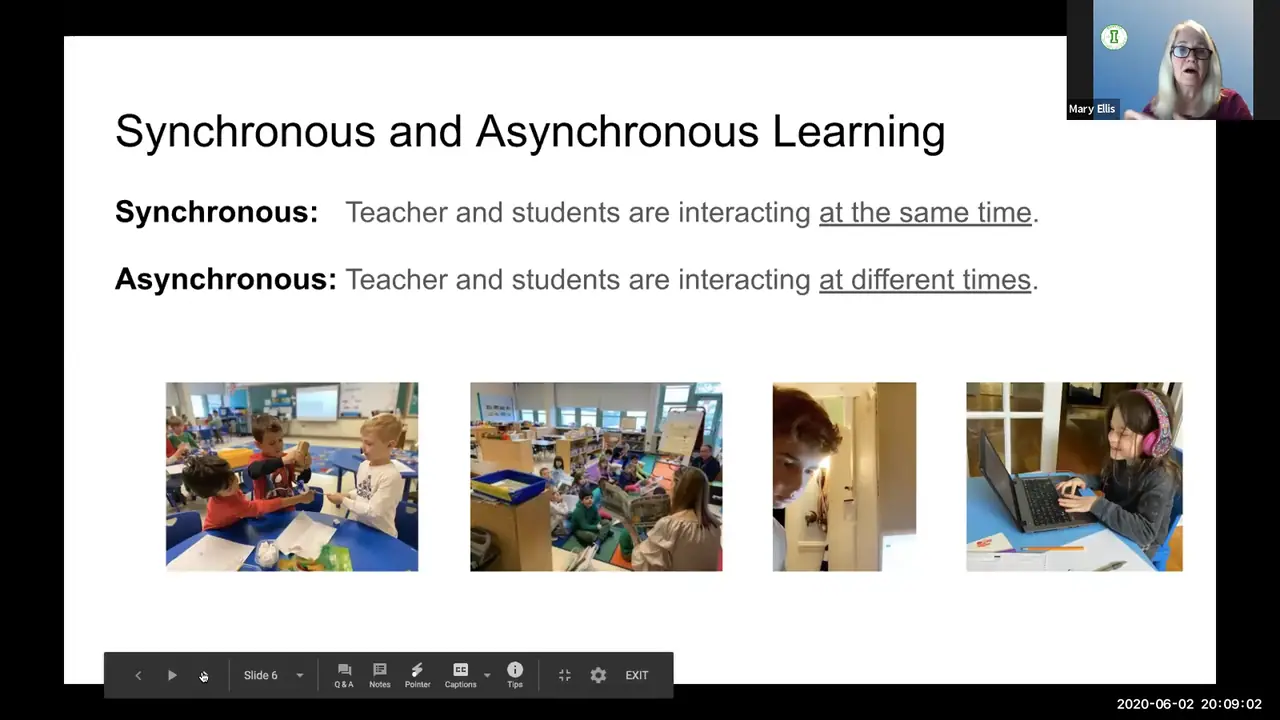 Mary Ellis
Synchronous and Asynchronous Learning
Synchronous: Teacher and students are interacting at the same time.
Asynchronous: Teacher and students are interacting at different times.
Slide 6
Q & A
Notes
Pointer
CC
Captions
Tips
EXIT
2020-06-02 20:09:02